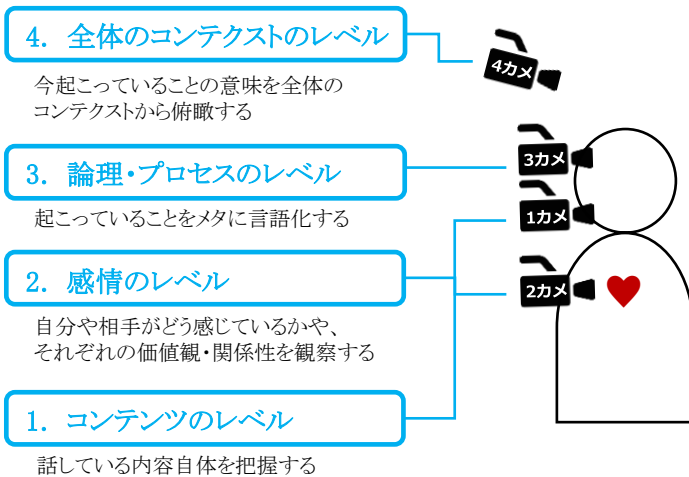 4. 全体のコンテクストのレベル
4カメ
今起こっていることの意味を全体の
コンテクストから俯瞰する
3. 論理・プロセスのレベル
3カメ
起こっていることをメタに言語化する
1カメ
2. 感情のレベル
2カメ
自分や相手がどう感じているかや、
それぞれの価値観・関係性を観察する
1. コンテンツのレベル
話している内容自体を把握する